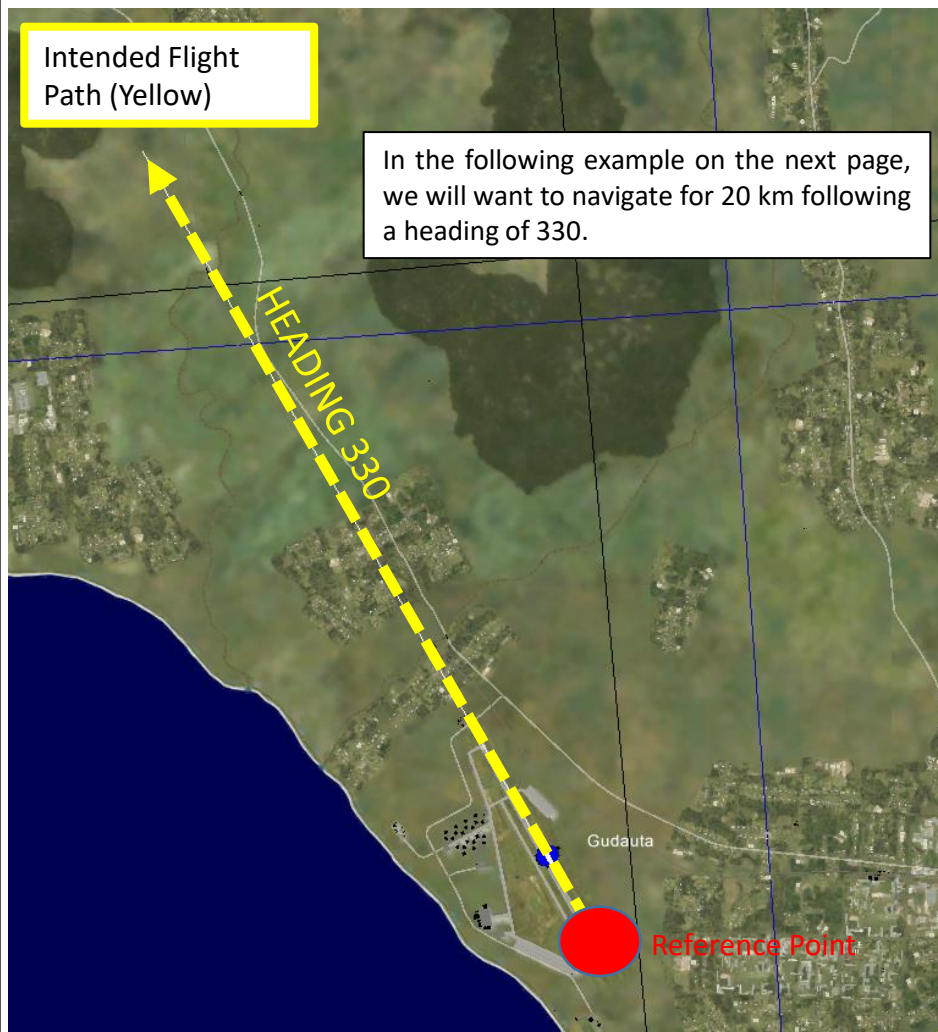 Intended Flight
Path (Yellow)
In the following example on the next page,
we will want to navigate for 20 km following
a heading of 330.
HEADING 330
Gudauta
Reference Point